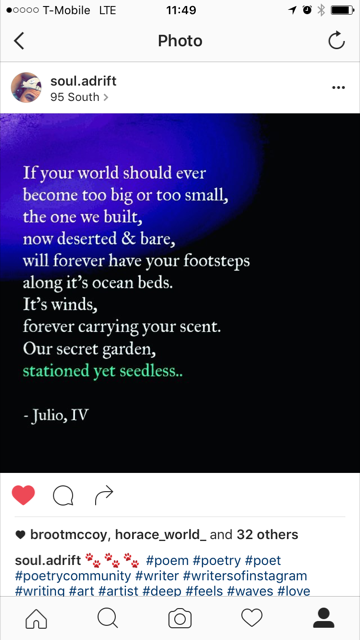 T-Mobile LTE 11:49
Photo
soul.adrift
95 South >
If your world should ever
become too big or too small,
the one we built,
now deserted & bare,
will forever have your footsteps
along it's ocean beds.
It's winds,
forever carrying your scent.
Our secret garden,
stationed yet seedless..
- Julio, IV
brootmccoy, horace_world_ and 32 others
soul.adrift 🐾 🐾 🐾 #poem #poetry #poet
#poetrycommunity #writer #writersofinstagram
#writing #art #artist #deep #feels #waves #love